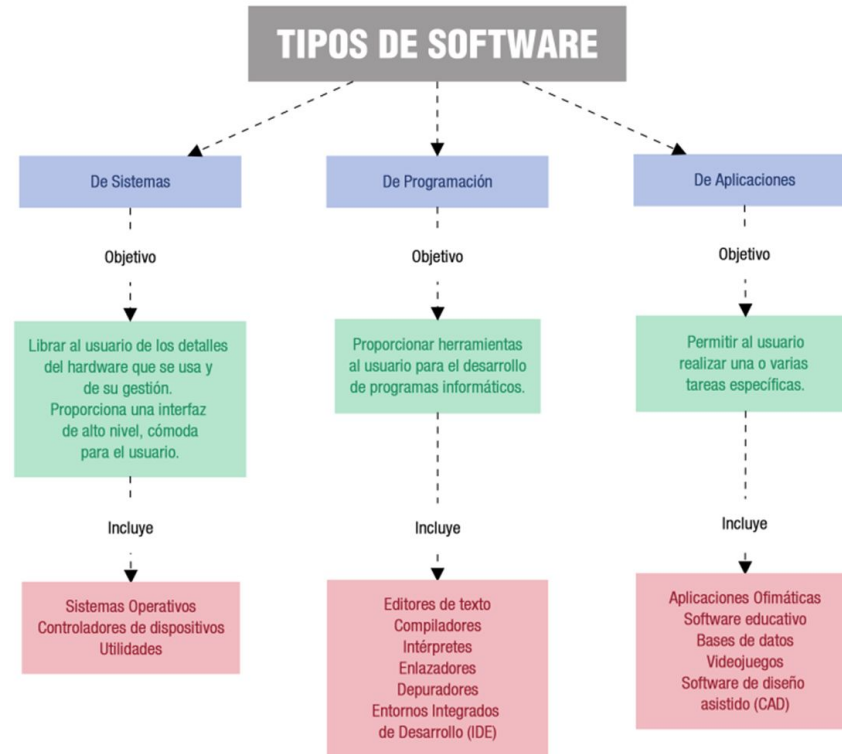 TIPOS DE SOFTWARE
De Sistemas
De Programación
De Aplicaciones
Objetivo
Objetivo
Objetivo
Librar al usuario de los detalles
del hardware que se usa y
de su gestión.
Proporciona una interfaz
de alto nivel, cómoda
para el usuario.
Proporcionar herramientas
al usuario para el desarrollo
de programas informáticos.
Permitir al usuario
realizar una o varias
tareas específicas.
Incluye
Incluye
Incluye
Sistemas Operativos
Controladores de dispositivos
Utilidades
Editores de texto
Compiladores
Intérpretes
Enlazadores
Depuradores
Entornos Integrados
de Desarrollo (IDE)
Aplicaciones Ofimáticas
Software educativo
Bases de datos
Videojuegos
Software de diseño
asistido (CAD)